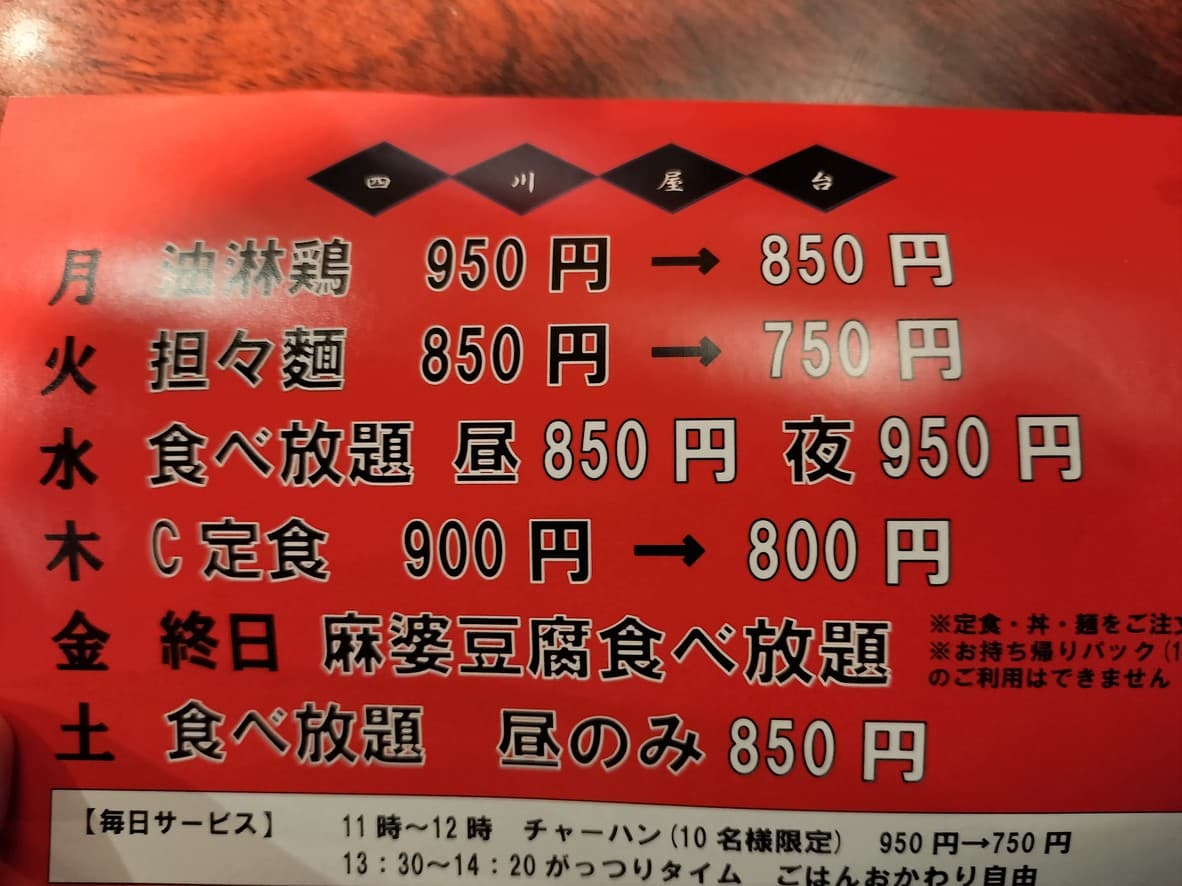 四川屋台
月 油淋鶏 950円 → 850円
火 担々麺 850円 → 750円
水 食べ放題 昼850円 夜950円
木 C定食 900円 → 800円
金 終日 麻婆豆腐食べ放題
※定食・丼・麺をご注文
※お持ち帰りパック(1
のご利用はできません
土 食べ放題 昼のみ850円
【毎日サービス】 11時～12時 チャーハン(10名様限定) 950円→750円
13：30～14：20がっつりタイム ごはんおかわり自由